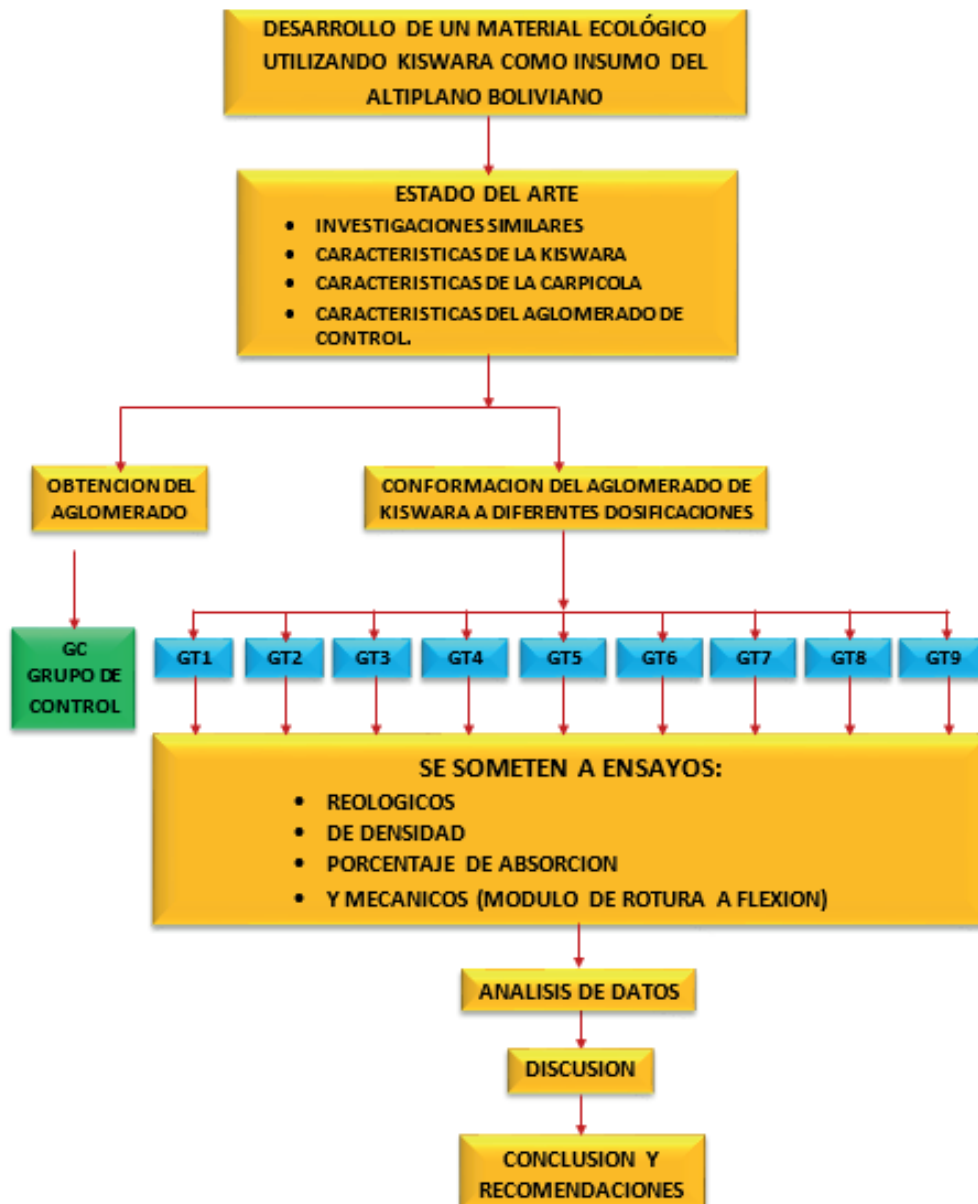 DESARROLLO DE UN MATERIAL ECOLÓGICO
UTILIZANDO KISWARA COMO INSUMO DEL
ALTIPLANO BOLIVIANO
ESTADO DEL ARTE
• INVESTIGACIONES SIMILARES
• CARACTERISTICAS DE LA KISWARA
• CARACTERISTICAS DE LA CARPICOLA
• CARACTERISTICAS DEL AGLOMERADO DE
CONTROL.
OBTENCION DEL
AGLOMERADO
CONFORMACION DEL AGLOMERADO DE
KISWARA A DIFERENTES DOSIFICACIONES
GC
GRUPO DE
CONTROL
GT1 GT2 GT3 GT4 GT5 GT6 GT7 GT8 GT9
SE SOMETEN A ENSAYOS:
• REOLOGICOS
• DE DENSIDAD
• PORCENTAJE DE ABSORCION
• Y MECANICOS (MODULO DE ROTURA A FLEXION)
ANALISIS DE DATOS
DISCUSION
CONCLUSION Y
RECOMENDACIONES